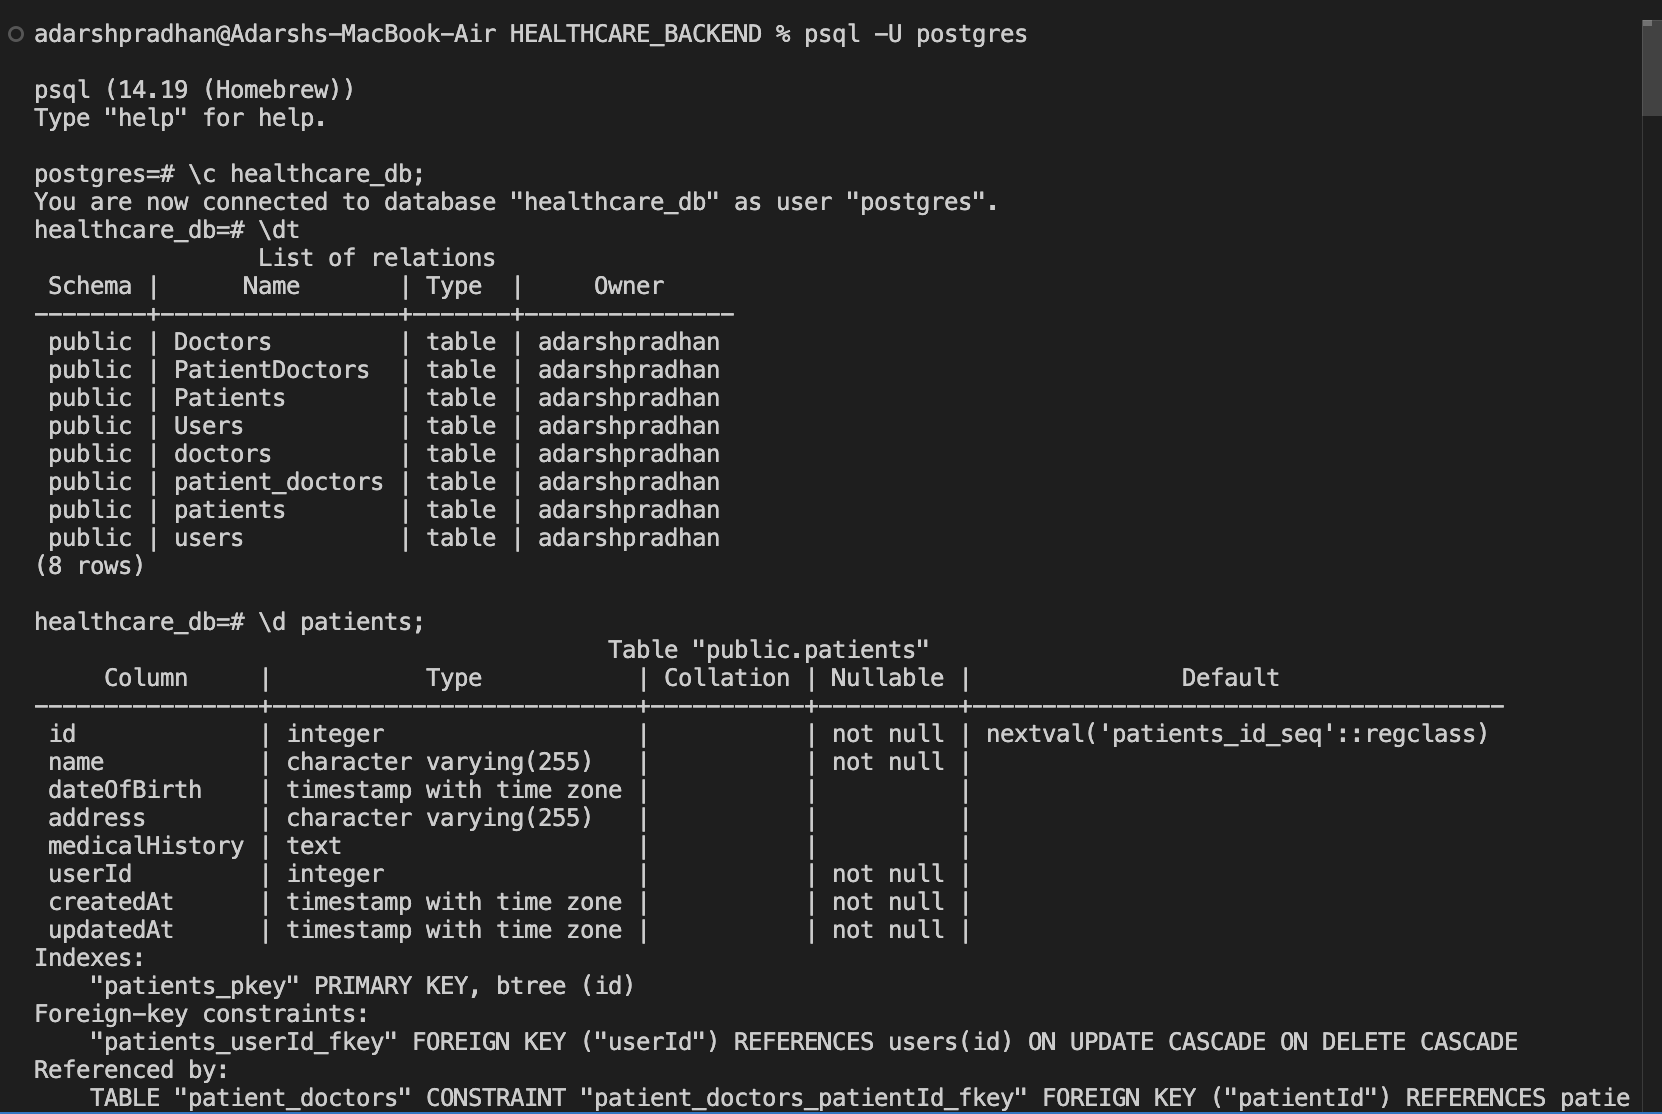 adarshpradhan@Adarshs-MacBook-Air HEALTHCARE_BACKEND % psql -U postgres
psql (14.19 (Homebrew))
Type "help" for help.
postgres=# \c healthcare_db;
You are now connected to database "healthcare_db" as user "postgres".
healthcare_db=# \dt
List of relations
Schema | Name | Type | Owner
--------+-----------------+-------+---------------
public | Doctors | table | adarshpradhan
public | PatientDoctors | table | adarshpradhan
public | Patients | table | adarshpradhan
public | Users | table | adarshpradhan
public | doctors | table | adarshpradhan
public | patient_doctors | table | adarshpradhan
public | patients | table | adarshpradhan
public | users | table | adarshpradhan
(8 rows)
healthcare_db=# \d patients;
Table "public.patients"
Column | Type | Collation | Nullable | Default
----------------+--------------------------+-----------+----------+--------------------------------------
id | integer | | not null | nextval('patients_id_seq'::regclass)
name | character varying(255) | | not null |
dateOfBirth | timestamp with time zone | | |
address | character varying(255) | | |
medicalHistory | text | | |
userId | integer | | not null |
createdAt | timestamp with time zone | | not null |
updatedAt | timestamp with time zone | | not null |
Indexes:
"patients_pkey" PRIMARY KEY, btree (id)
Foreign-key constraints:
"patients_userId_fkey" FOREIGN KEY ("userId") REFERENCES users(id) ON UPDATE CASCADE ON DELETE CASCADE
Referenced by:
TABLE "patient_doctors" CONSTRAINT "patient_doctors_patientId_fkey" FOREIGN KEY ("patientId") REFERENCES patie